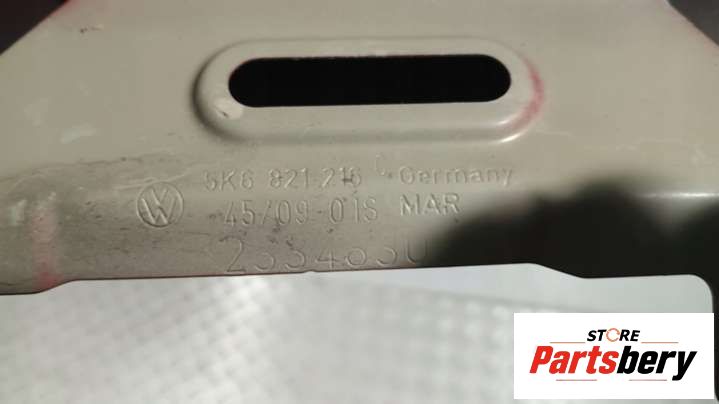 5K6 821 216 C Germany
45/09 01S MAR
STORE
Partsbery